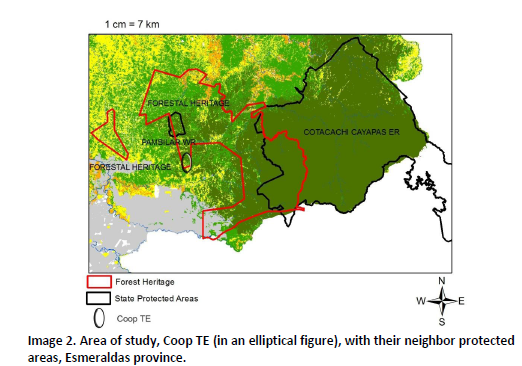 1 cm = 7 km
FORESTAL HERITAGE
COTACACHI CAYAPAS ER
PAMBILAR WR
FORESTAL HERITAGE
Forest Heritage
State Protected Areas
Coop TE
N
W
E
S
Image 2. Area of study, Coop TE (in an elliptical figure), with their neighbor protected
areas, Esmeraldas province.